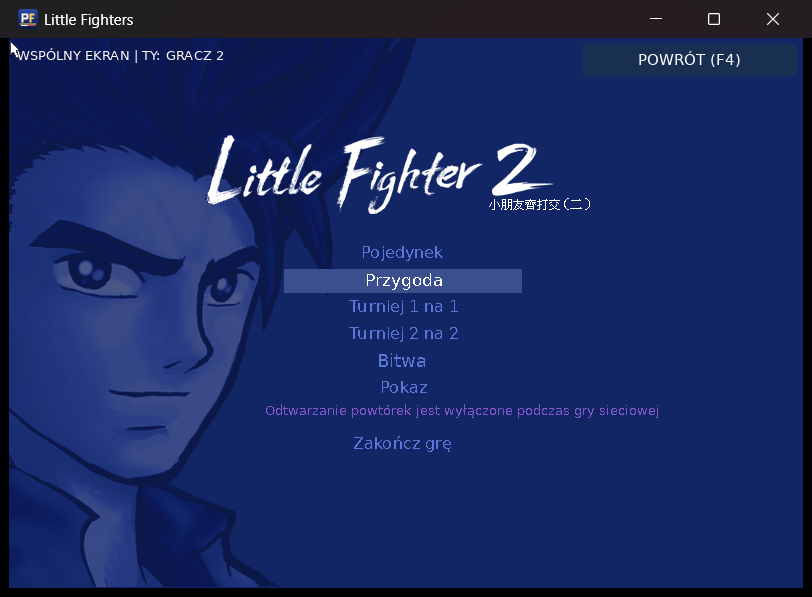 PF Little Fighters
WSPÓLNY EKRAN | TY: GRACZ 2
POWRÓT (F4)
Little Fighter 2
小朋友齊打交（二）
Pojedynek
Przygoda
Turniej 1 na 1
Turniej 2 na 2
Bitwa
Pokaz
Odtwarzanie powtórek jest wyłączone podczas gry sieciowej
Zakończ grę